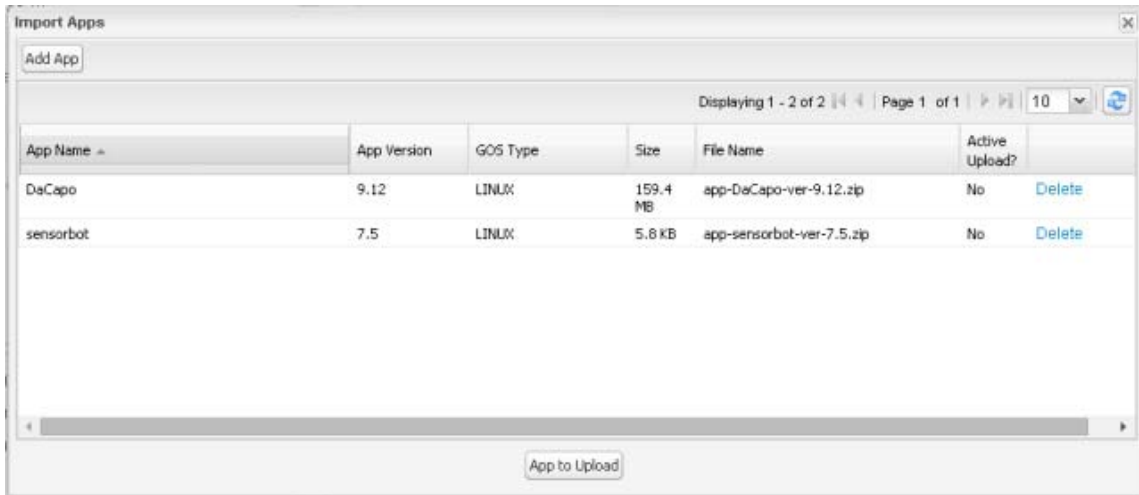 Import Apps
Add App
Displaying 1 - 2 of 2 Page 1 of 1 10
App Name App Version GOS Type Size File Name Active Upload?
DaCapo 9.12 LINUX 159.4 MB app-DaCapo-ver-9.12.zip No Delete
sensorbot 7.5 LINUX 5.8 KB app-sensorbot-ver-7.5.zip No Delete
App to Upload